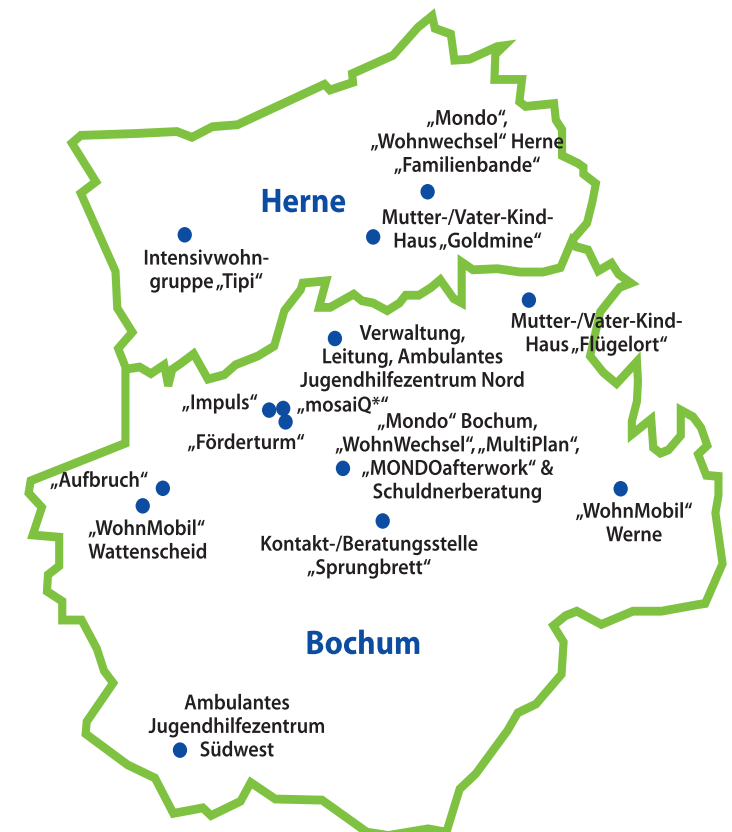 „Mondo“,
„Wohnwechsel“ Herne
„Familienbande“
Herne
Mutter-/Vater-Kind-
Haus „Goldmine“
Intensivwohn-
gruppe „Tipi“
Mutter-/Vater-Kind-
Haus „Flügelort“
Verwaltung,
Leitung, Ambulantes
Jugendhilfezentrum Nord
„Impuls“
„mosaiQ*“
„Förderturm“
„Mondo“ Bochum,
„WohnWechsel“, „MultiPlan“,
„MONDOafterwork“ &
Schuldnerberatung
„Aufbruch“
„WohnMobil“
Wattenscheid
„WohnMobil“
Werne
Kontakt-/Beratungsstelle
„Sprungbrett“
Bochum
Ambulantes
Jugendhilfezentrum
Südwest